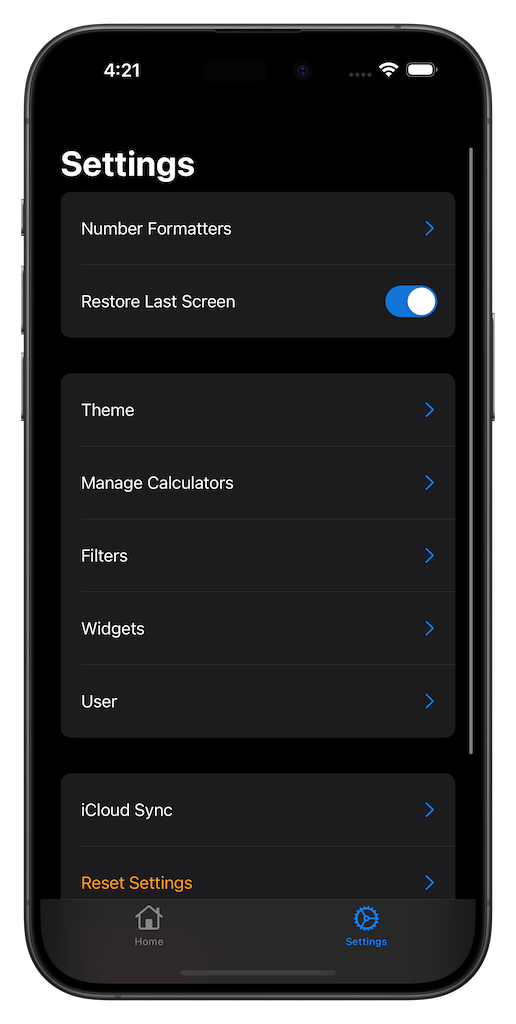 4:21
Settings
Number Formatters
Restore Last Screen
Theme
Manage Calculators
Filters
Widgets
User
iCloud Sync
Reset Settings
Home
Settings